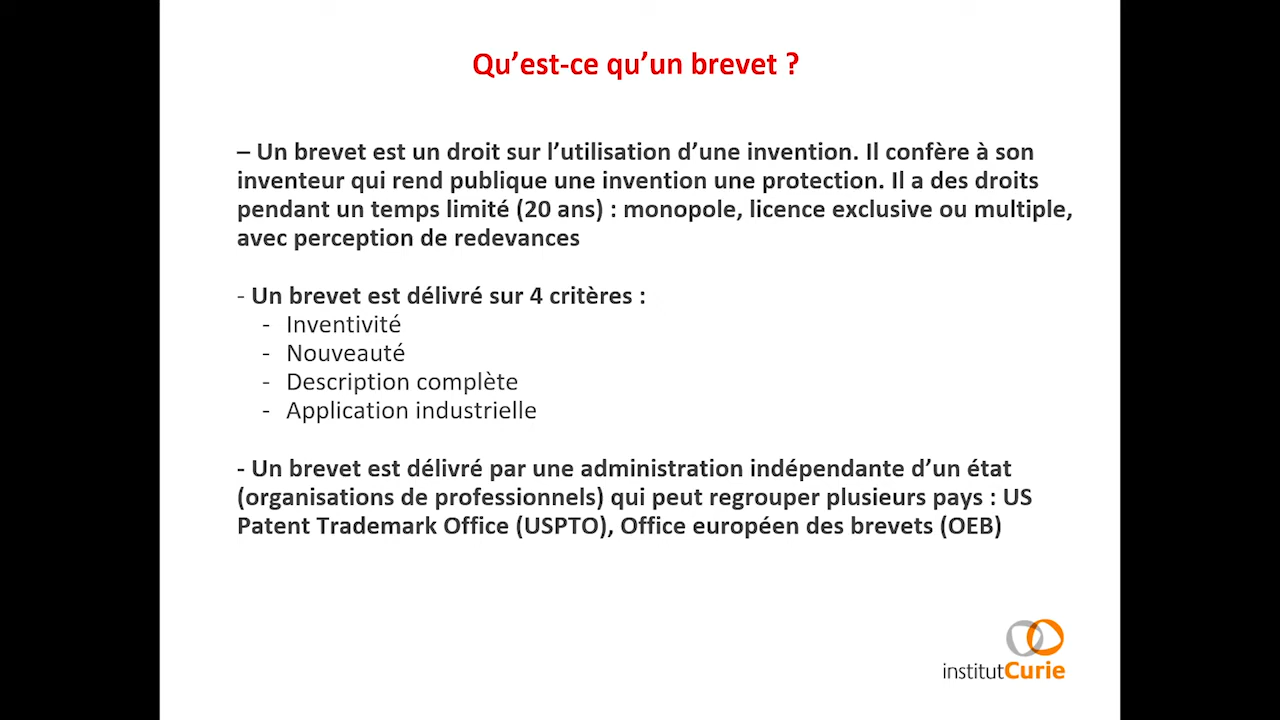 Qu’est-ce qu’un brevet ?
– Un brevet est un droit sur l’utilisation d’une invention. Il confère à son
inventeur qui rend publique une invention une protection. Il a des droits
pendant un temps limité (20 ans) : monopole, licence exclusive ou multiple,
avec perception de redevances
- Un brevet est délivré sur 4 critères :
- Inventivité
- Nouveauté
- Description complète
- Application industrielle
- Un brevet est délivré par une administration indépendante d’un état
(organisations de professionnels) qui peut regrouper plusieurs pays : US
Patent Trademark Office (USPTO), Office européen des brevets (OEB)
institutCurie